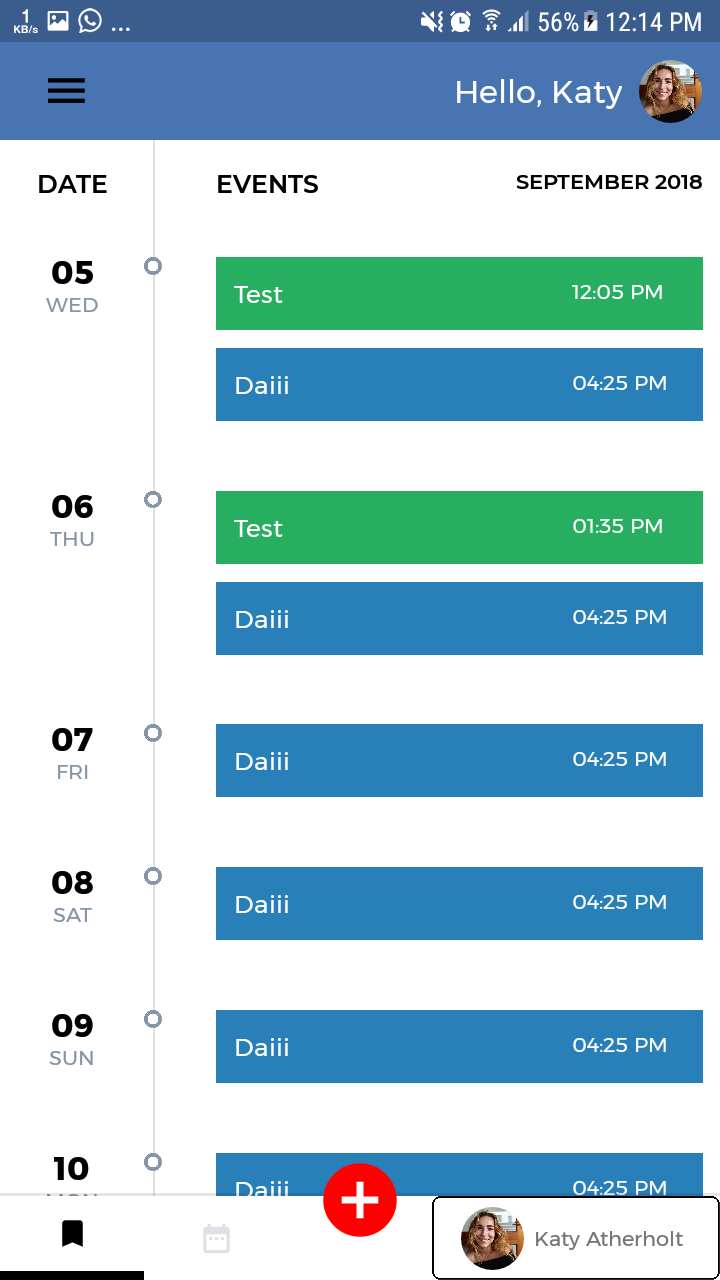 1 KB/s ... 56% 12:14 PM
Hello, Katy
DATE EVENTS SEPTEMBER 2018
05 Test 12:05 PM
WED
Daiii 04:25 PM
06 Test 01:35 PM
THU
Daiii 04:25 PM
07 Daiii 04:25 PM
FRI
08 Daiii 04:25 PM
SAT
09 Daiii 04:25 PM
SUN
10 Daiii 04:25 PM
MON
Katy Atherholt